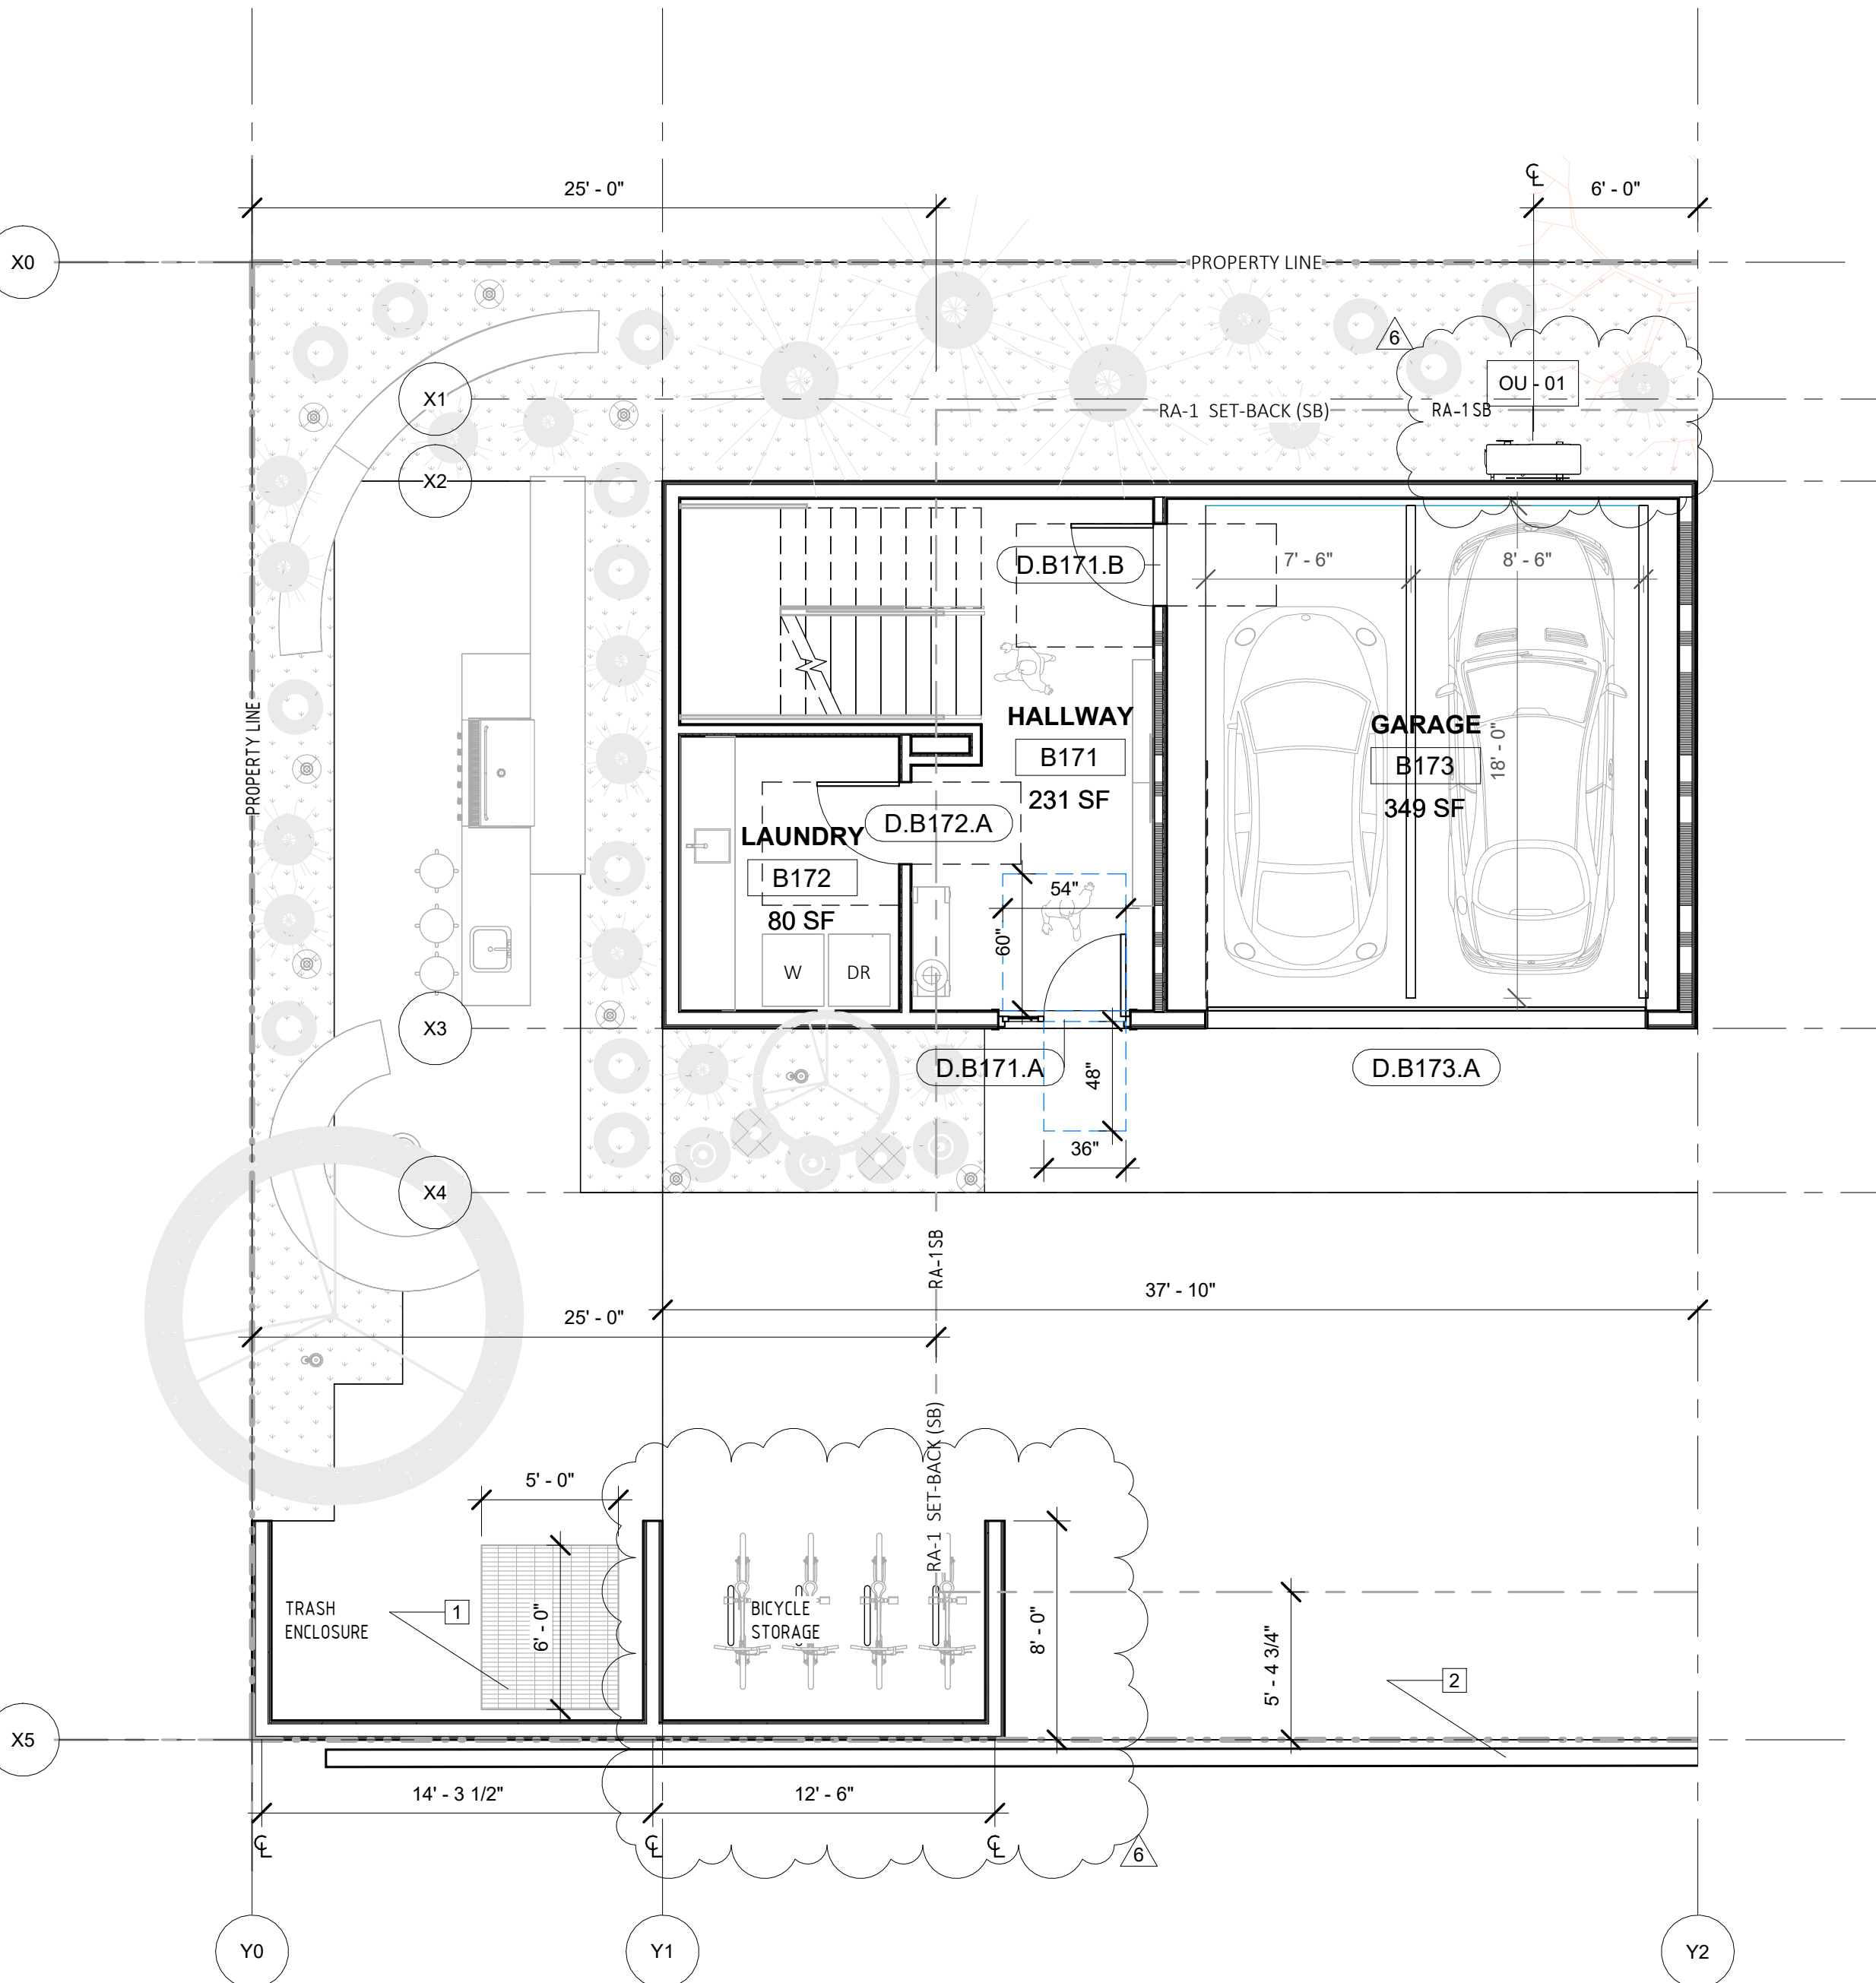 25' - 0"
℄
6' - 0"
X0
PROPERTY LINE
6
OU - 01
X1
RA-1 SET-BACK (SB)
RA-1 SB
X2
D.B171.B
7' - 6"
8' - 6"
PROPERTY LINE
HALLWAY
B171
231 SF
GARAGE
B173
349 SF
18' - 0"
LAUNDRY
B172
80 SF
D.B172.A
54"
60"
W
DR
X3
D.B171.A
48"
D.B173.A
36"
X4
RA-1 SB
37' - 10"
25' - 0"
RA-1 SET-BACK (SB)
5' - 0"
TRASH
ENCLOSURE
1
6' - 0"
BICYCLE
STORAGE
8' - 0"
5' - 4 3/4"
2
X5
14' - 3 1/2"
12' - 6"
℄
℄
℄
6
Y0
Y1
Y2